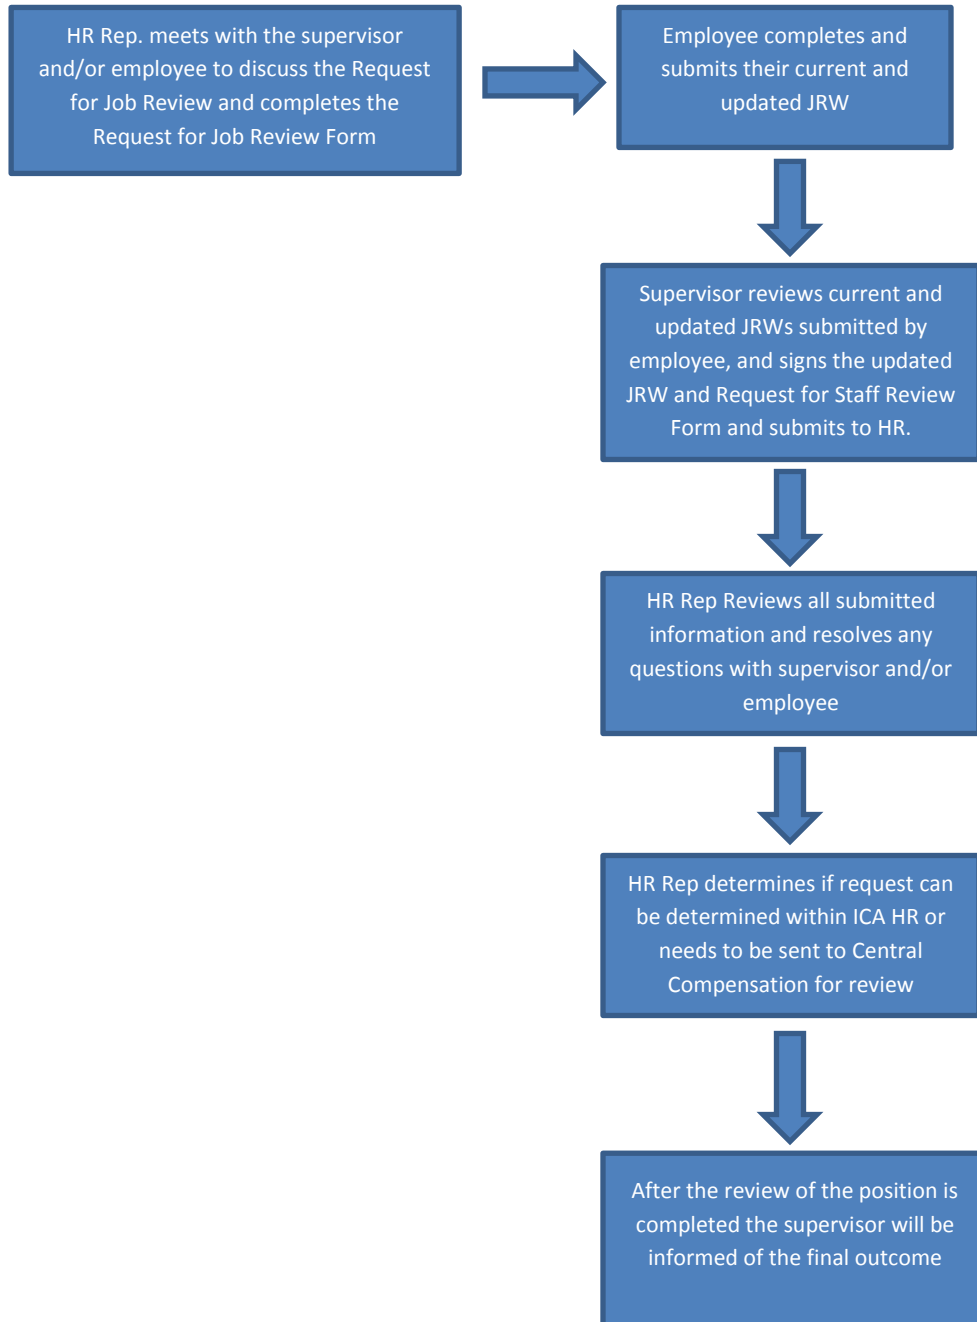 HR Rep. meets with the supervisor
and/or employee to discuss the Request
for Job Review and completes the
Request for Job Review Form
Employee completes and
submits their current and
updated JRW
Supervisor reviews current and
updated JRWs submitted by
employee, and signs the updated
JRW and Request for Staff Review
Form and submits to HR.
HR Rep Reviews all submitted
information and resolves any
questions with supervisor and/or
employee
HR Rep determines if request can
be determined within ICA HR or
needs to be sent to Central
Compensation for review
After the review of the position is
completed the supervisor will be
informed of the final outcome